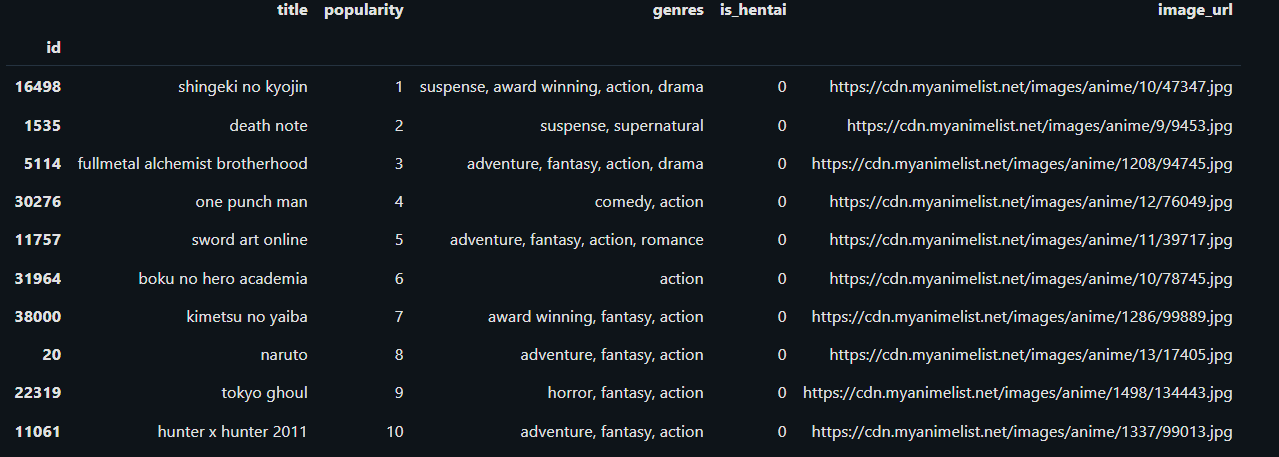 title popularity genres is_hentai image_url
id
16498 shingeki no kyojin 1 suspense, award winning, action, drama 0 https://cdn.myanimelist.net/images/anime/10/47347.jpg
1535 death note 2 suspense, supernatural 0 https://cdn.myanimelist.net/images/anime/9/9453.jpg
5114 fullmetal alchemist brotherhood 3 adventure, fantasy, action, drama 0 https://cdn.myanimelist.net/images/anime/1208/94745.jpg
30276 one punch man 4 comedy, action 0 https://cdn.myanimelist.net/images/anime/12/76049.jpg
11757 sword art online 5 adventure, fantasy, action, romance 0 https://cdn.myanimelist.net/images/anime/11/39717.jpg
31964 boku no hero academia 6 action 0 https://cdn.myanimelist.net/images/anime/10/78745.jpg
38000 kimetsu no yaiba 7 award winning, fantasy, action 0 https://cdn.myanimelist.net/images/anime/1286/99889.jpg
20 naruto 8 adventure, fantasy, action 0 https://cdn.myanimelist.net/images/anime/13/17405.jpg
22319 tokyo ghoul 9 horror, fantasy, action 0 https://cdn.myanimelist.net/images/anime/1498/134443.jpg
11061 hunter x hunter 2011 10 adventure, fantasy, action 0 https://cdn.myanimelist.net/images/anime/1337/99013.jpg